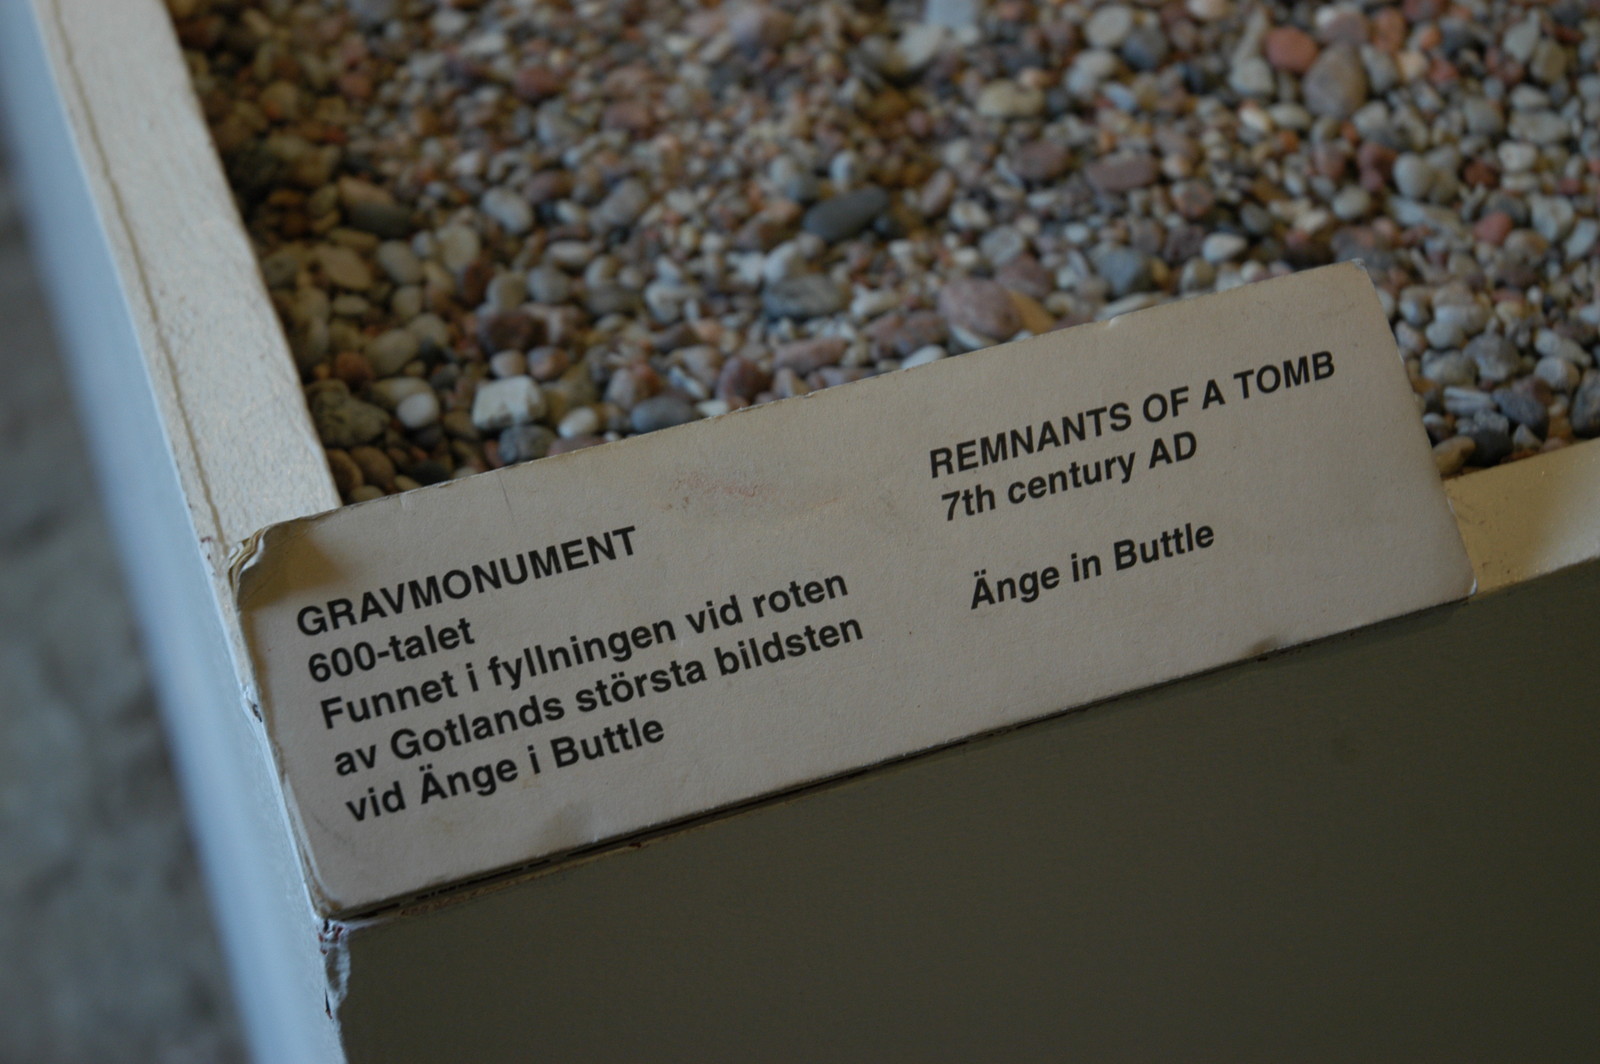 GRAVMONUMENT
600-talet
Funnet i fyllningen vid roten
av Gotlands största bildsten
vid Änge i Buttle
REMNANTS OF A TOMB
7th century AD
Änge in Buttle